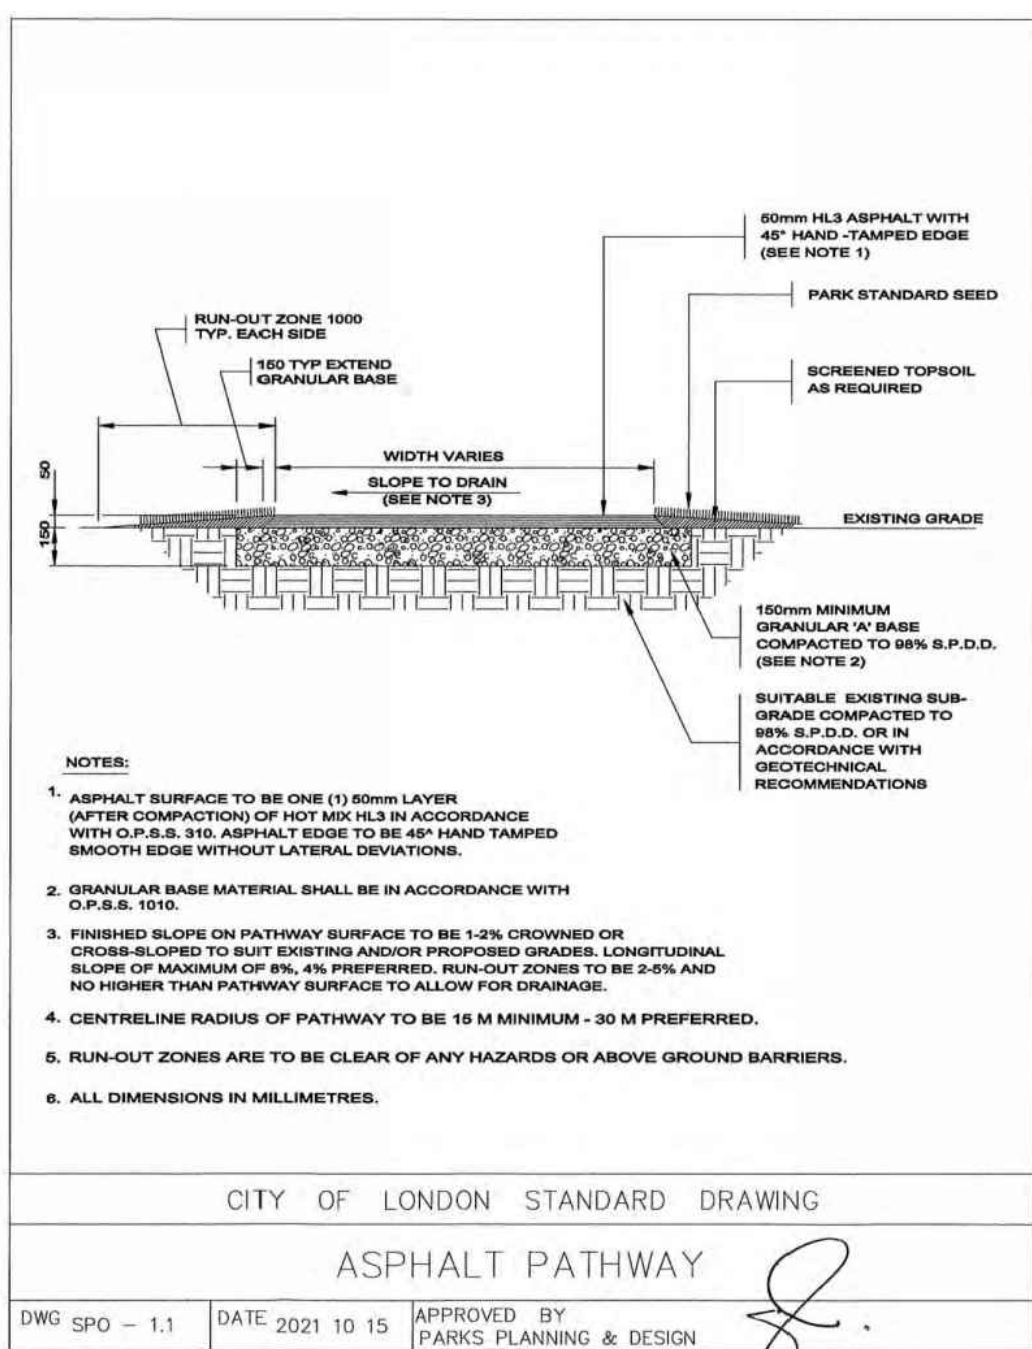 50mm HL3 ASPHALT WITH
45° HAND -TAMPED EDGE
(SEE NOTE 1)
PARK STANDARD SEED
RUN-OUT ZONE 1000
TYP. EACH SIDE
150 TYP EXTEND
GRANULAR BASE
SCREENED TOPSOIL
AS REQUIRED
WIDTH VARIES
SLOPE TO DRAIN
(SEE NOTE 3)
50
150
EXISTING GRADE
150mm MINIMUM
GRANULAR 'A' BASE
COMPACTED TO 98% S.P.D.D.
(SEE NOTE 2)
SUITABLE EXISTING SUB-
GRADE COMPACTED TO
98% S.P.D.D. OR IN
ACCORDANCE WITH
GEOTECHNICAL
RECOMMENDATIONS
NOTES:
1. ASPHALT SURFACE TO BE ONE (1) 50mm LAYER
(AFTER COMPACTION) OF HOT MIX HL3 IN ACCORDANCE
WITH O.P.S.S. 310. ASPHALT EDGE TO BE 45^ HAND TAMPED
SMOOTH EDGE WITHOUT LATERAL DEVIATIONS.
2. GRANULAR BASE MATERIAL SHALL BE IN ACCORDANCE WITH
O.P.S.S. 1010.
3. FINISHED SLOPE ON PATHWAY SURFACE TO BE 1-2% CROWNED OR
CROSS-SLOPED TO SUIT EXISTING AND/OR PROPOSED GRADES. LONGITUDINAL
SLOPE OF MAXIMUM OF 8%, 4% PREFERRED. RUN-OUT ZONES TO BE 2-5% AND
NO HIGHER THAN PATHWAY SURFACE TO ALLOW FOR DRAINAGE.
4. CENTRELINE RADIUS OF PATHWAY TO BE 15 M MINIMUM - 30 M PREFERRED.
5. RUN-OUT ZONES ARE TO BE CLEAR OF ANY HAZARDS OR ABOVE GROUND BARRIERS.
6. ALL DIMENSIONS IN MILLIMETRES.
CITY OF LONDON STANDARD DRAWING
ASPHALT PATHWAY
DWG SPO - 1.1
DATE 2021 10 15
APPROVED BY
PARKS PLANNING & DESIGN